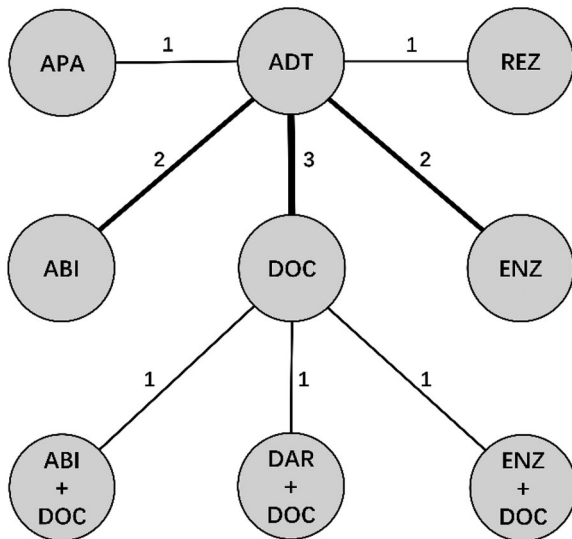 1
1
APA
ADT
REZ
2
3
2
ABI
DOC
ENZ
1
1
1
ABI
+
DOC
DAR
+
DOC
ENZ
+
DOC